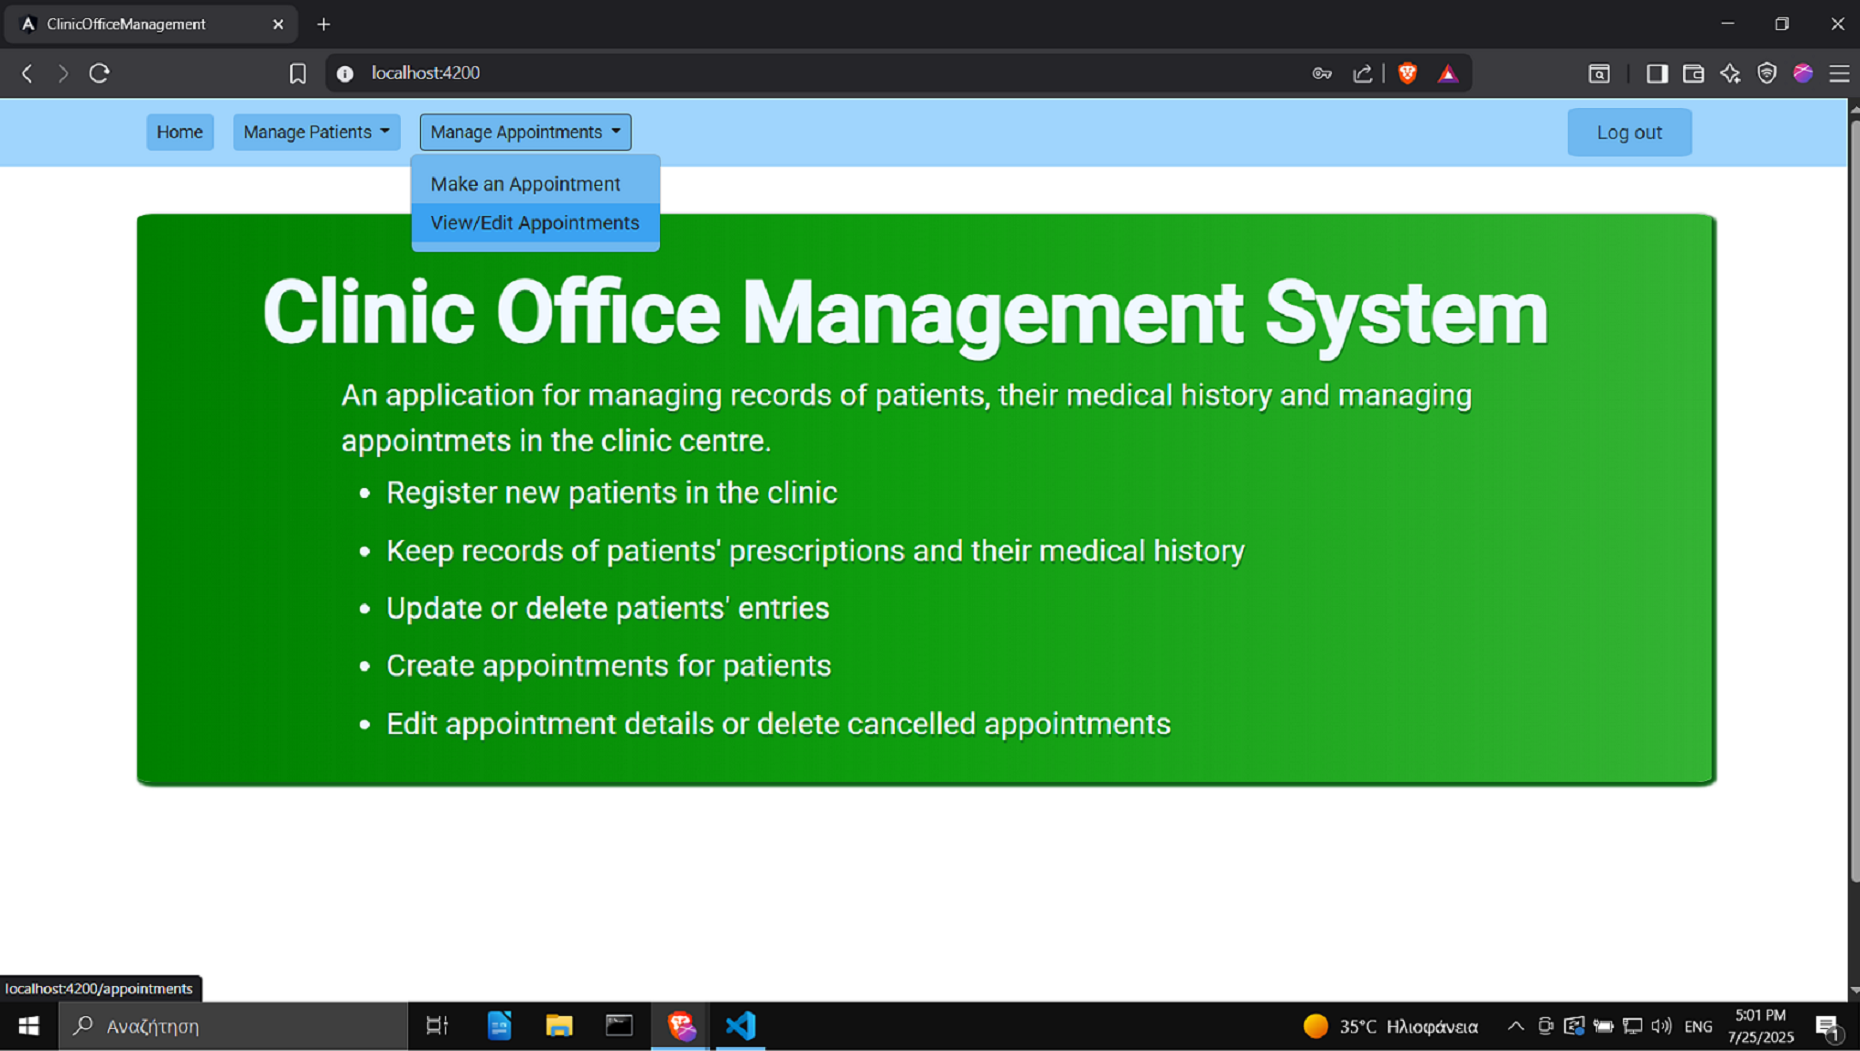 ClinicOfficeManagement
localhost:4200
Home
Manage Patients
Manage Appointments
Log out
Make an Appointment
View/Edit Appointments
Clinic Office Management System
An application for managing records of patients, their medical history and managing
appointmets in the clinic centre.
• Register new patients in the clinic
• Keep records of patients' prescriptions and their medical history
• Update or delete patients' entries
• Create appointments for patients
• Edit appointment details or delete cancelled appointments
localhost:4200/appointments
Αναζήτηση
35°C Ηλιοφάνεια
ENG
5:01 PM
7/25/2025
1